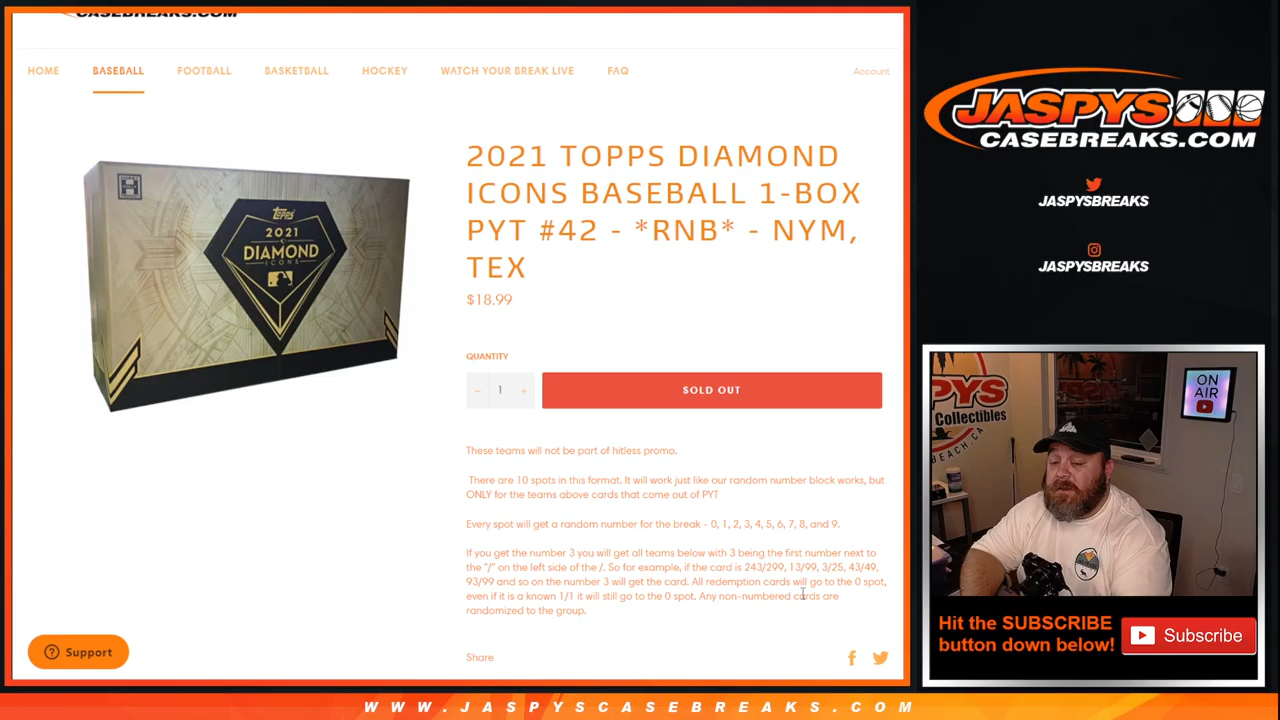 CASEBREAKS.COM
HOME BASEBALL FOOTBALL BASKETBALL HOCKEY WATCH YOUR BREAK LIVE FAQ Account
topps
2021
DIAMOND
ICONS
2021 TOPPS DIAMOND
ICONS BASEBALL 1-BOX
PYT #42 - *RNB* - NYM,
TEX
$18.99
QUANTITY
− 1 +
SOLD OUT
These teams will not be part of hitless promo.
There are 10 spots in this format. It will work just like our random number block works, but
ONLY for the teams above cards that come out of PYT
Every spot will get a random number for the break - 0, 1, 2, 3, 4, 5, 6, 7, 8, and 9.
If you get the number 3 you will get all teams below with 3 being the first number next to
the "/" on the left side of the /. So for example, if the card is 243/299, 13/99, 3/25, 43/49,
93/99 and so on the number 3 will get the card. All redemption cards will go to the 0 spot,
even if it is a known 1/1 it will still go to the 0 spot. Any non-numbered cards are
randomized to the group.
Share
Support
JASPYS
CASEBREAKS.COM
JASPYSBREAKS
JASPYSBREAKS
PYS
Collectibles
BEACH, CA
ON
AIR
Hit the SUBSCRIBE
button down below!
Subscribe
WWW.JASPYSCASEBREAKS.COM